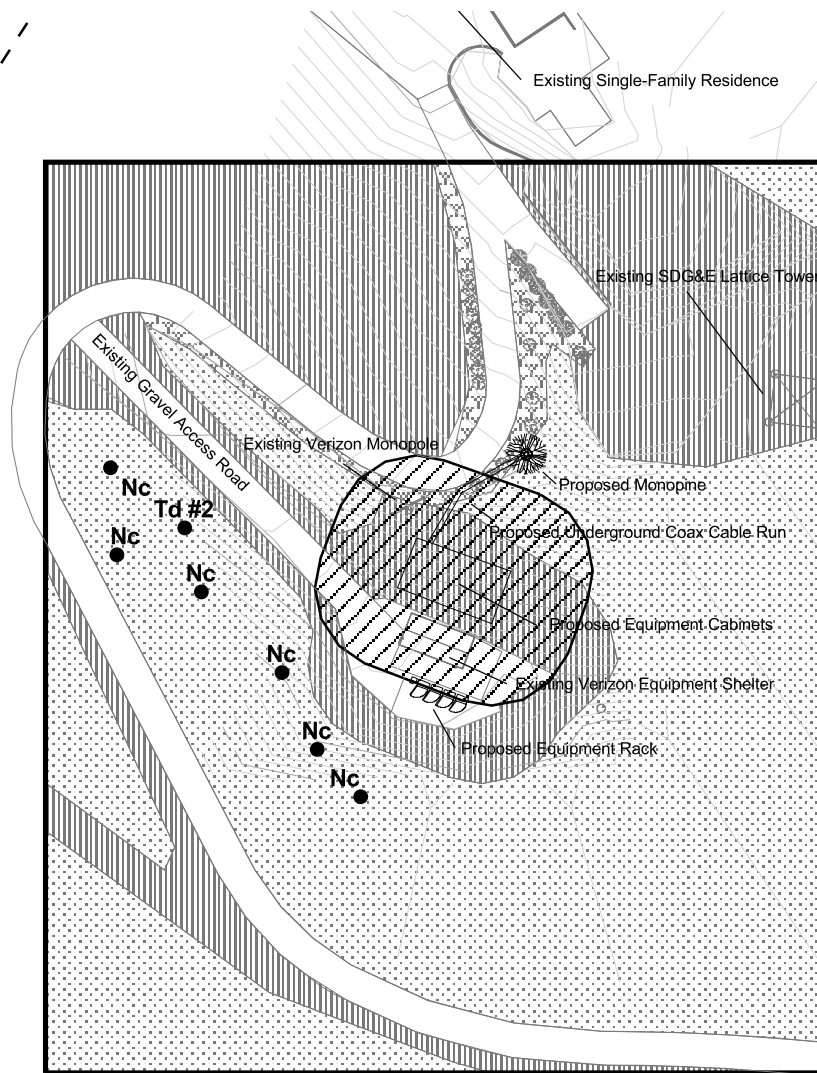 Existing Single-Family Residence
Existing SDG&E Lattice Tower
Existing Gravel Access Road
Existing Verizon Monopole
Nc
Proposed Monopine
Td #2
Nc
Proposed Underground Coax Cable Run
Nc
Proposed Equipment Cabinets
Nc
Existing Verizon Equipment Shelter
Nc
Proposed Equipment Rack
Nc